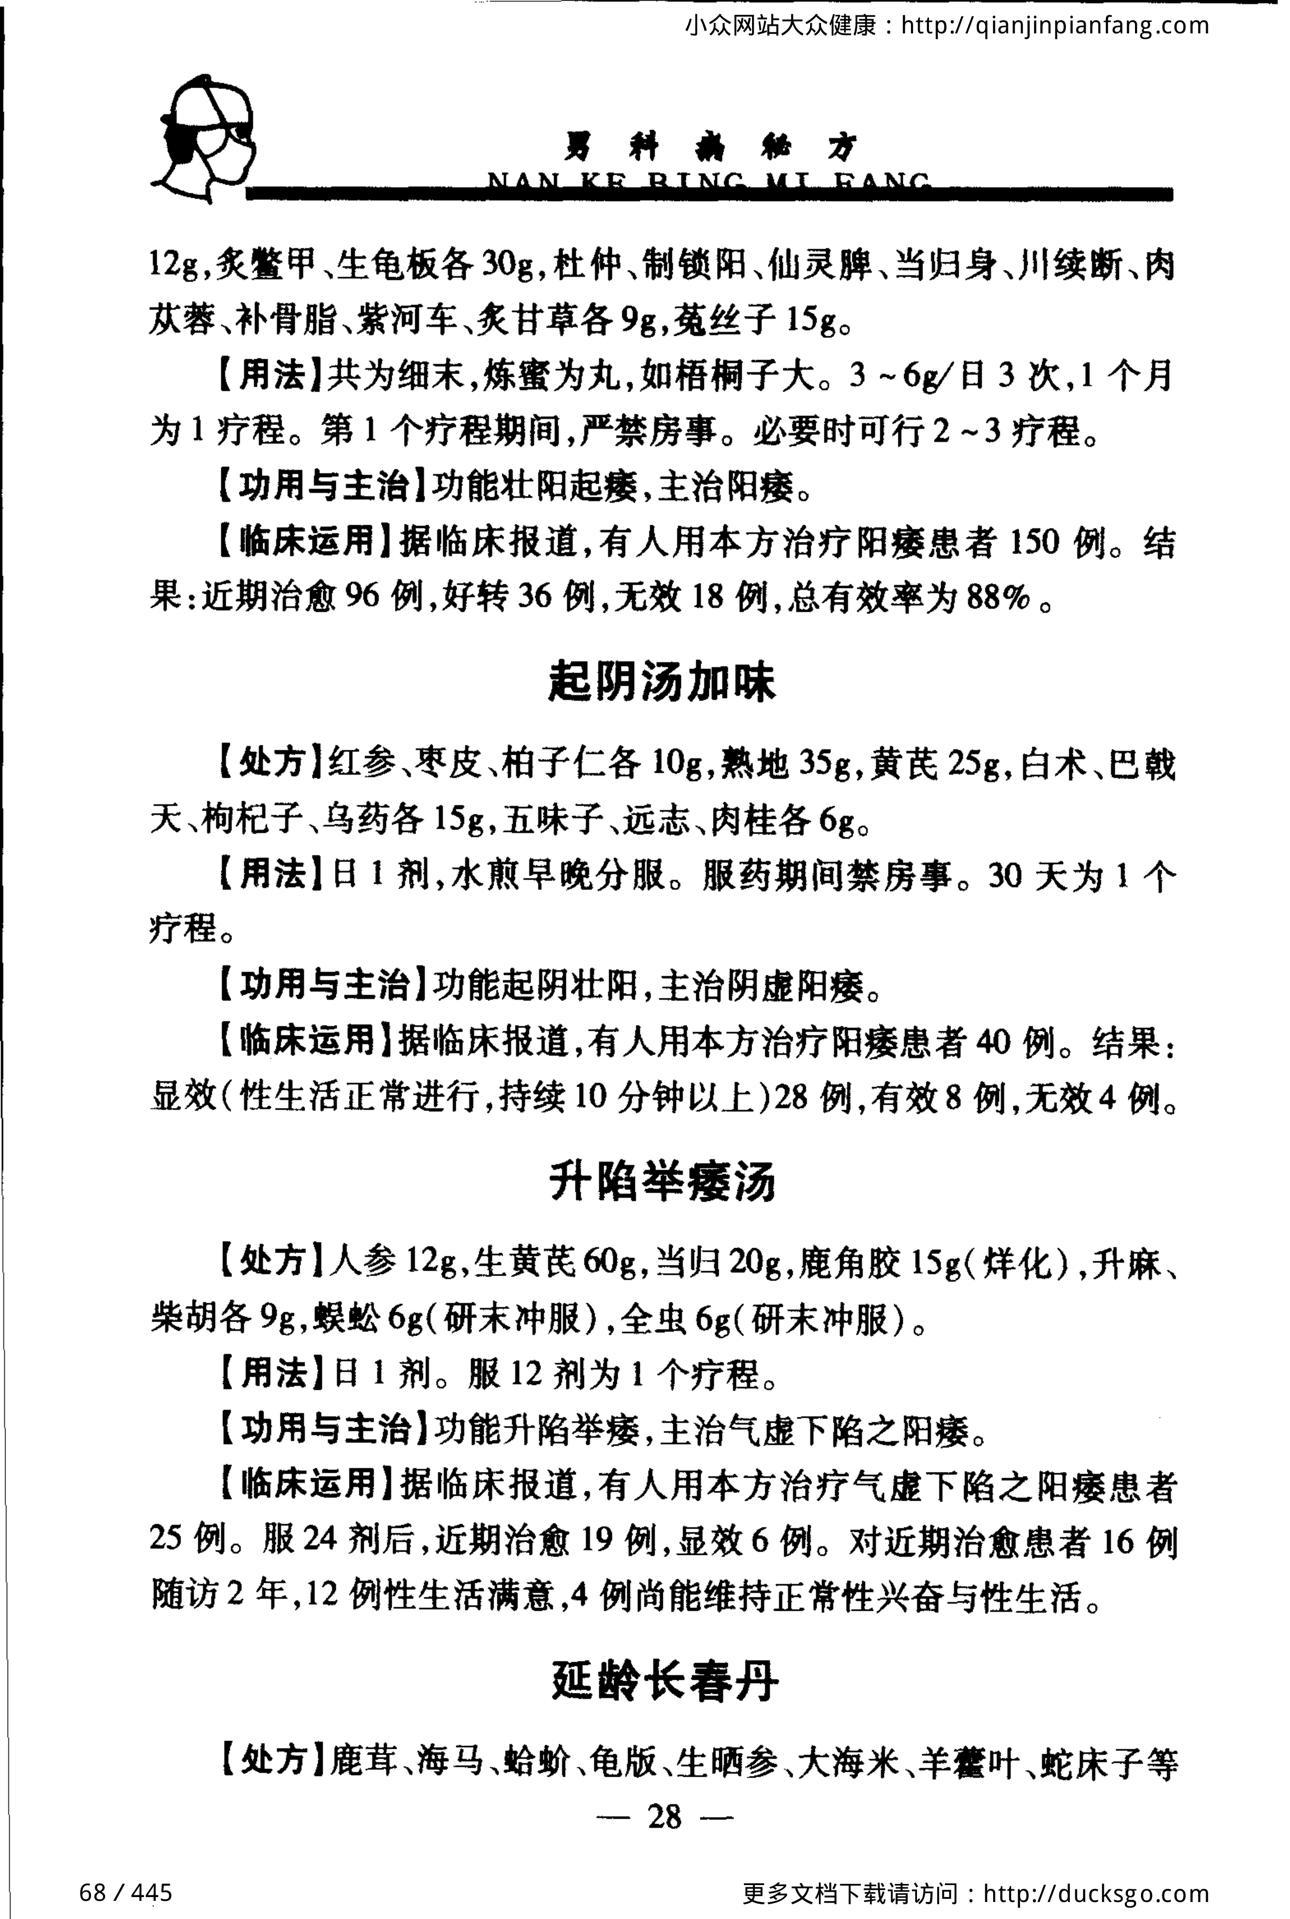 小众网站大众健康：http://qianjinpianfang.com
男科病秘方
NAN KE BING MI FANG
12g,炙鳖甲、生龟板各30g,杜仲、制锁阳、仙灵脾、当归身、川续断、肉
苁蓉、补骨脂、紫河车、炙甘草各9g,菟丝子15g。
【用法】共为细末,炼蜜为丸,如梧桐子大。3～6g/日3次,1个月
为1疗程。第1个疗程期间,严禁房事。必要时可行2～3疗程。
【功用与主治】功能壮阳起痿,主治阳痿。
【临床运用】据临床报道,有人用本方治疗阳痿患者150例。结
果:近期治愈96例,好转36例,无效18例,总有效率为88%。
起阴汤加味
【处方】红参、枣皮、柏子仁各10g,熟地35g,黄芪25g,白术、巴戟
天、枸杞子、乌药各15g,五味子、远志、肉桂各6g。
【用法】日1剂,水煎早晚分服。服药期间禁房事。30天为1个
疗程。
【功用与主治】功能起阴壮阳,主治阴虚阳痿。
【临床运用】据临床报道,有人用本方治疗阳痿患者40例。结果:
显效(性生活正常进行,持续10分钟以上)28例,有效8例,无效4例。
升陷举痿汤
【处方】人参12g,生黄芪60g,当归20g,鹿角胶15g(烊化),升麻、
柴胡各9g,蜈蚣6g(研末冲服),全虫6g(研末冲服)。
【用法】日1剂。服12剂为1个疗程。
【功用与主治】功能升陷举痿,主治气虚下陷之阳痿。
【临床运用】据临床报道,有人用本方治疗气虚下陷之阳痿患者
25例。服24剂后,近期治愈19例,显效6例。对近期治愈患者16例
随访2年,12例性生活满意,4例尚能维持正常性兴奋与性生活。
延龄长春丹
【处方】鹿茸、海马、蛤蚧、龟版、生晒参、大海米、羊藿叶、蛇床子等
— 28 —
68 / 445
更多文档下载请访问：http://ducksgo.com